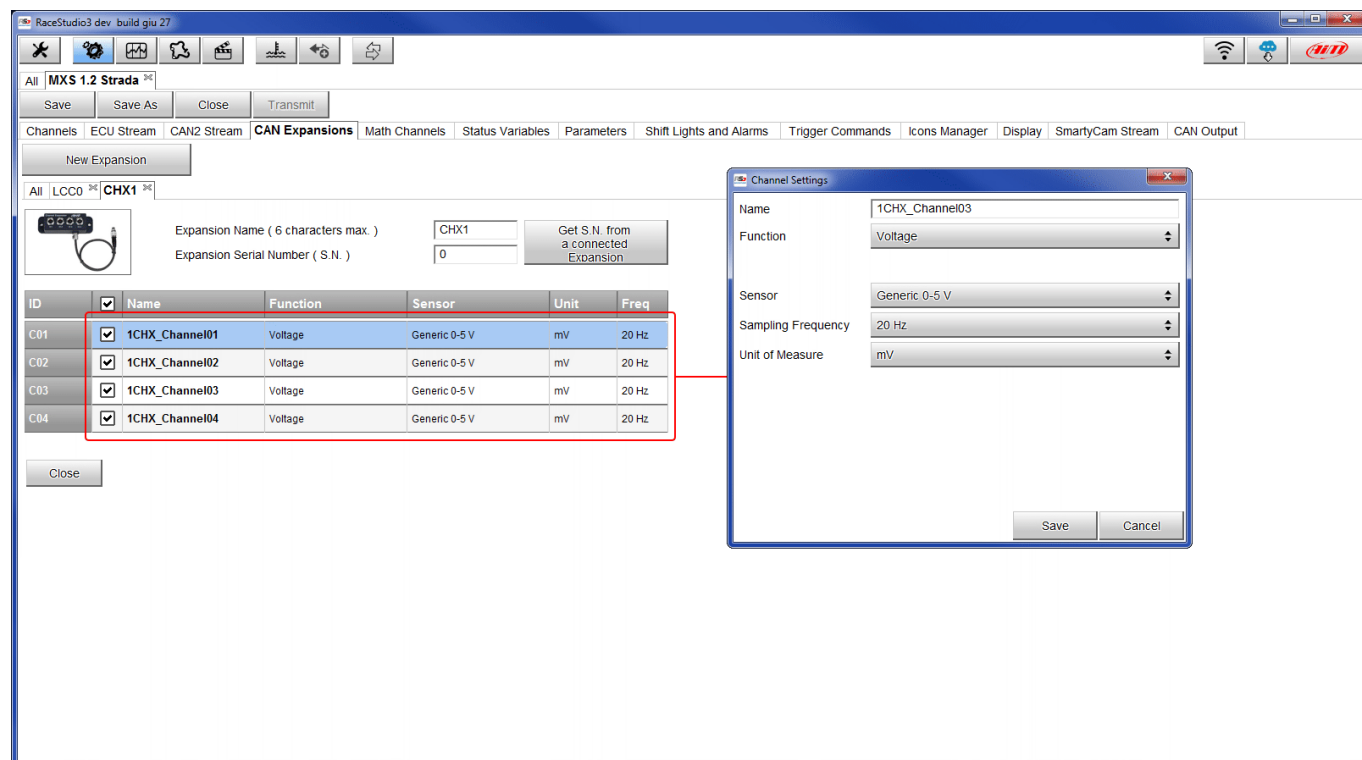 RaceStudio3 dev build giu 27
AiM
All MXS 1.2 Strada
Save Save As Close Transmit
Channels ECU Stream CAN2 Stream CAN Expansions Math Channels Status Variables Parameters Shift Lights and Alarms Trigger Commands Icons Manager Display SmartyCam Stream CAN Output
New Expansion
All LCC0 CHX1
Expansion Name ( 6 characters max. ) CHX1
Expansion Serial Number ( S.N. ) 0
Get S.N. from
a connected
Expansion
ID Name Function Sensor Unit Freq
C01 1CHX_Channel01 Voltage Generic 0-5 V mV 20 Hz
C02 1CHX_Channel02 Voltage Generic 0-5 V mV 20 Hz
C03 1CHX_Channel03 Voltage Generic 0-5 V mV 20 Hz
C04 1CHX_Channel04 Voltage Generic 0-5 V mV 20 Hz
Close
Channel Settings
Name 1CHX_Channel03
Function Voltage
Sensor Generic 0-5 V
Sampling Frequency 20 Hz
Unit of Measure mV
Save Cancel